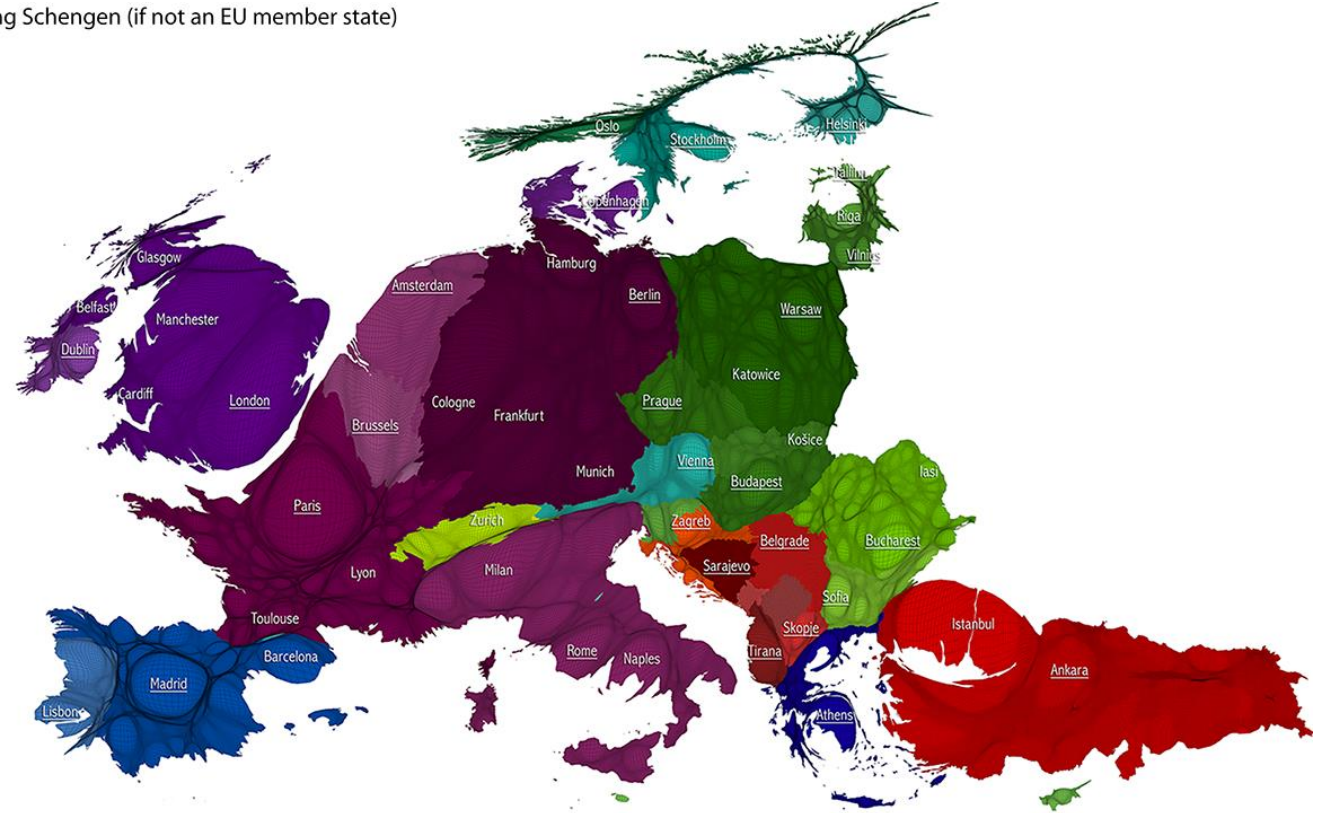 ng Schengen (if not an EU member state)
Oslo
Stockholm
Helsinki
Tallinn
Copenhagen
Riga
Vilnius
Glasgow
Hamburg
Amsterdam
Berlin
Belfast
Manchester
Warsaw
Dublin
Katowice
Cardiff
London
Cologne
Frankfurt
Prague
Brussels
Košice
Vienna
Munich
Iasi
Budapest
Paris
Zurich
Zagreb
Belgrade
Bucharest
Sarajevo
Lyon
Milan
Sofia
Toulouse
Skopje
Istanbul
Tirana
Rome
Naples
Barcelona
Ankara
Madrid
Lisbon
Athens